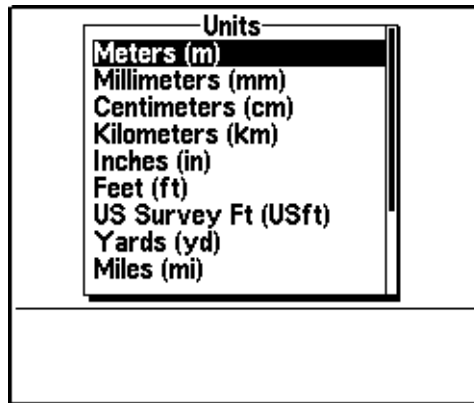 Units
Meters (m)
Millimeters (mm)
Centimeters (cm)
Kilometers (km)
Inches (in)
Feet (ft)
US Survey Ft (USft)
Yards (yd)
Miles (mi)